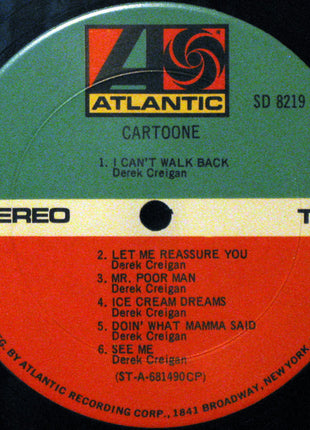 ATLANTIC
SD 8219
CARTOONE
1. I CAN'T WALK BACK
Derek Creigan
2. LET ME REASSURE YOU
Derek Creigan
3. MR. POOR MAN
Derek Creigan
4. ICE CREAM DREAMS
Derek Creigan
5. DOIN' WHAT MAMMA SAID
Derek Creigan
6. SEE ME
Derek Creigan
(ST-A-681490CP)
BY ATLANTIC RECORDING CORP., 1841 BROADWAY, NEW YORK,